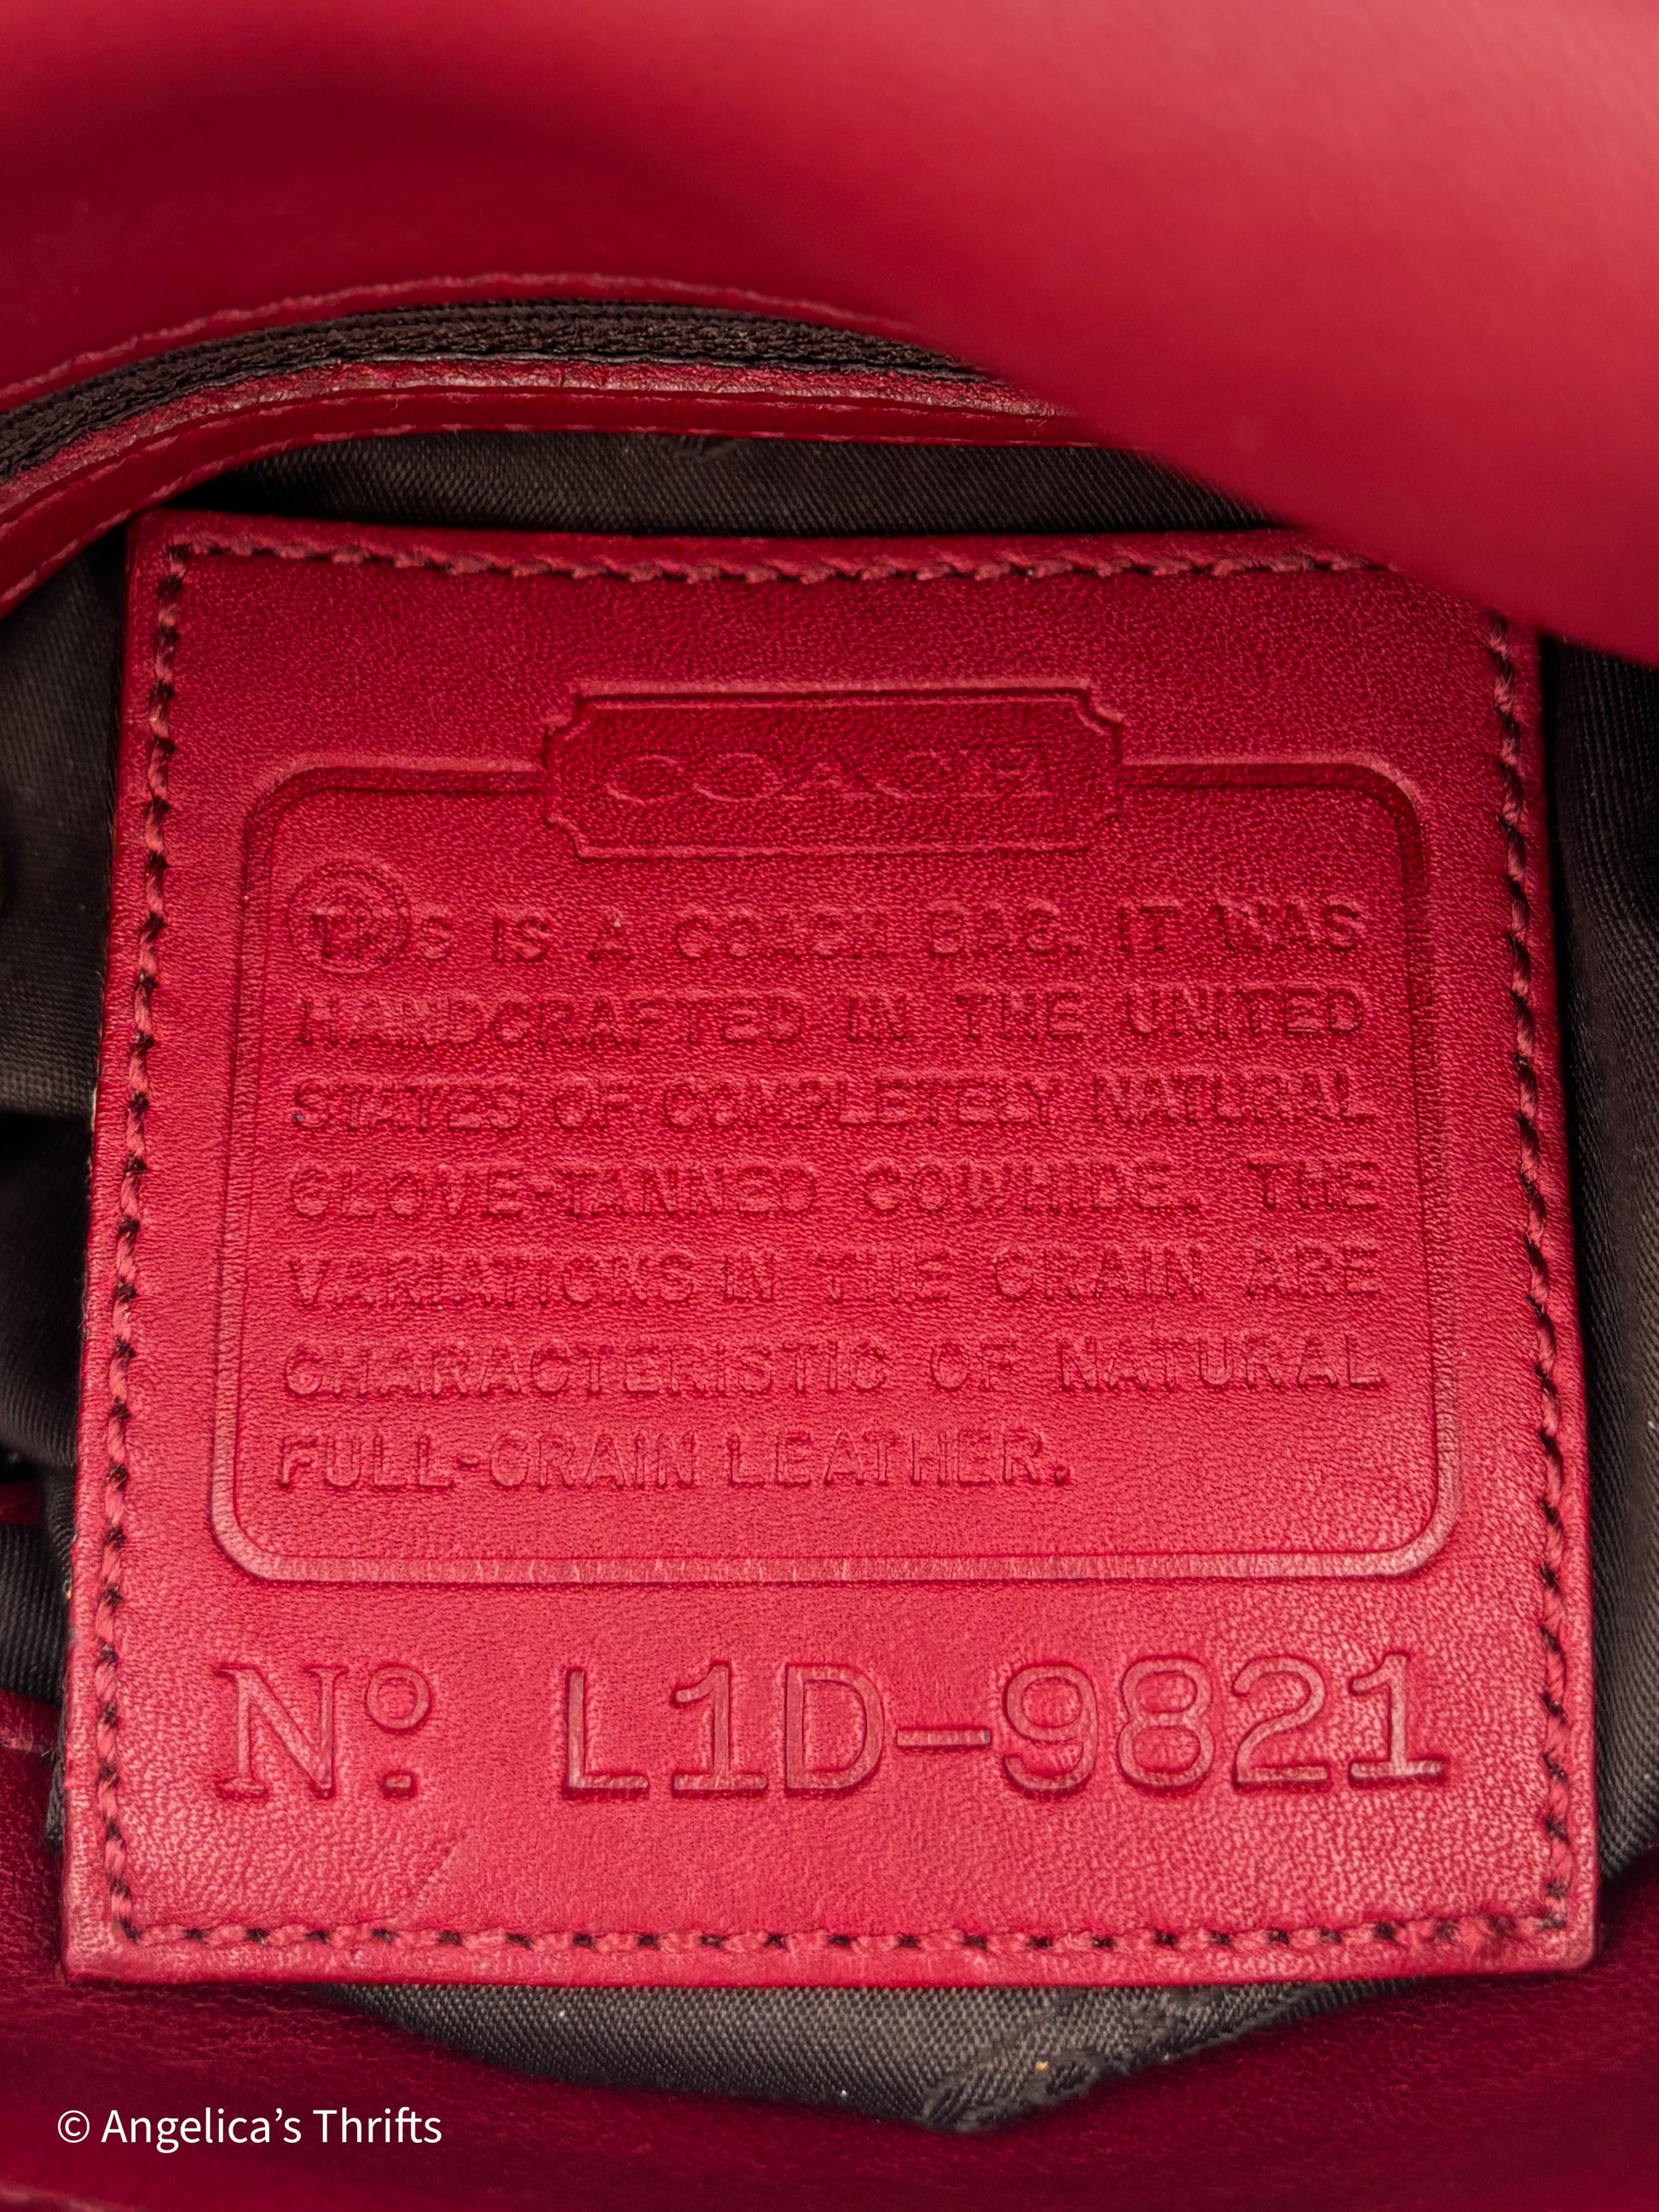 COACH
THIS IS A COACH BAG. IT WAS
HANDCRAFTED IN THE UNITED
STATES OF COMPLETELY NATURAL
GLOVE-TANNED COWHIDE. THE
VARIATIONS IN THE GRAIN ARE
CHARACTERISTIC OF NATURAL
FULL-GRAIN LEATHER.
Nº. L1D-9821
© Angelica’s Thrifts